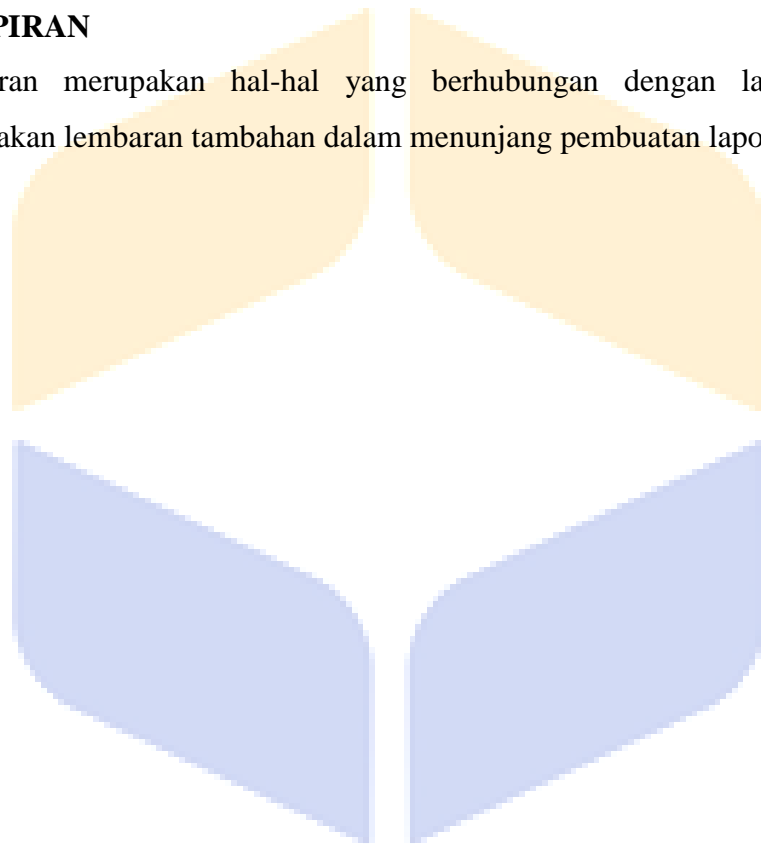 PIRAN
ran merupakan hal-hal yang berhubungan dengan la
akan lembaran tambahan dalam menunjang pembuatan lapo